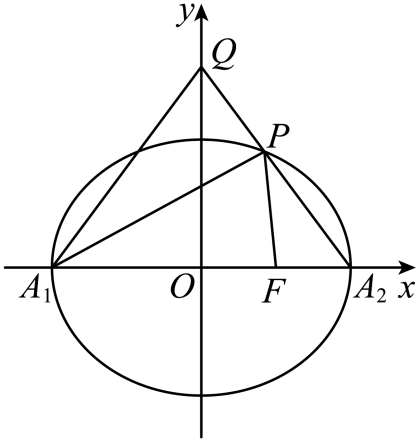 y
Q
P
A₁ O F A₂ x